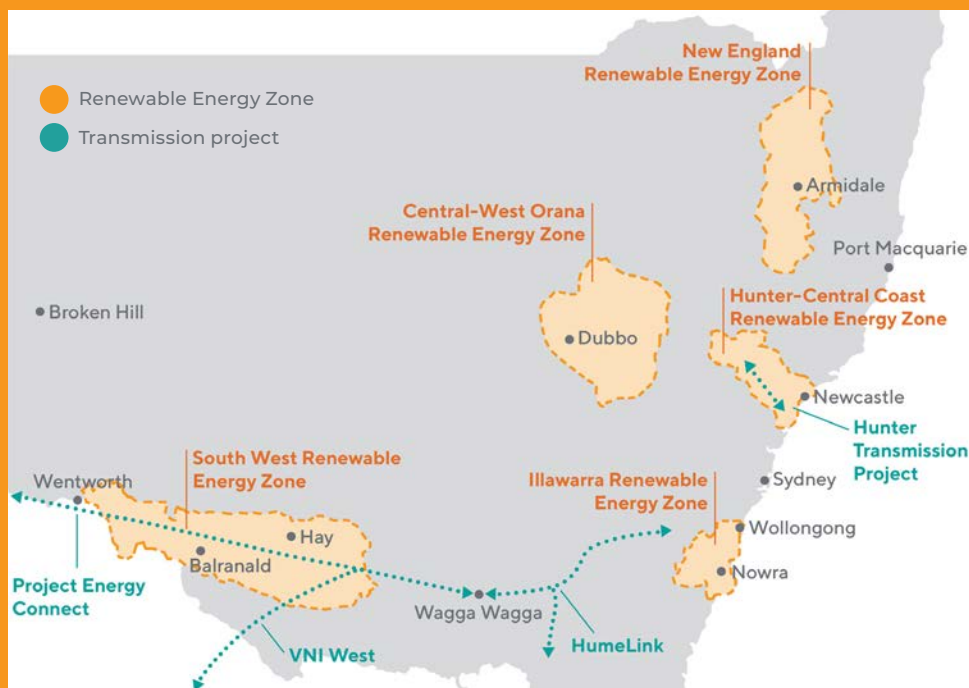 New England
Renewable Energy Zone
Renewable Energy Zone
Transmission project
Armidale
Central-West Orana
Renewable Energy Zone
Port Macquarie
Hunter-Central Coast
Renewable Energy Zone
Broken Hill
Dubbo
Newcastle
Hunter
Transmission
Project
South West Renewable
Energy Zone
Wentworth
Illawarra Renewable
Energy Zone
Sydney
Hay
Wollongong
Balranald
Nowra
Project Energy
Connect
Wagga Wagga
HumeLink
VNI West